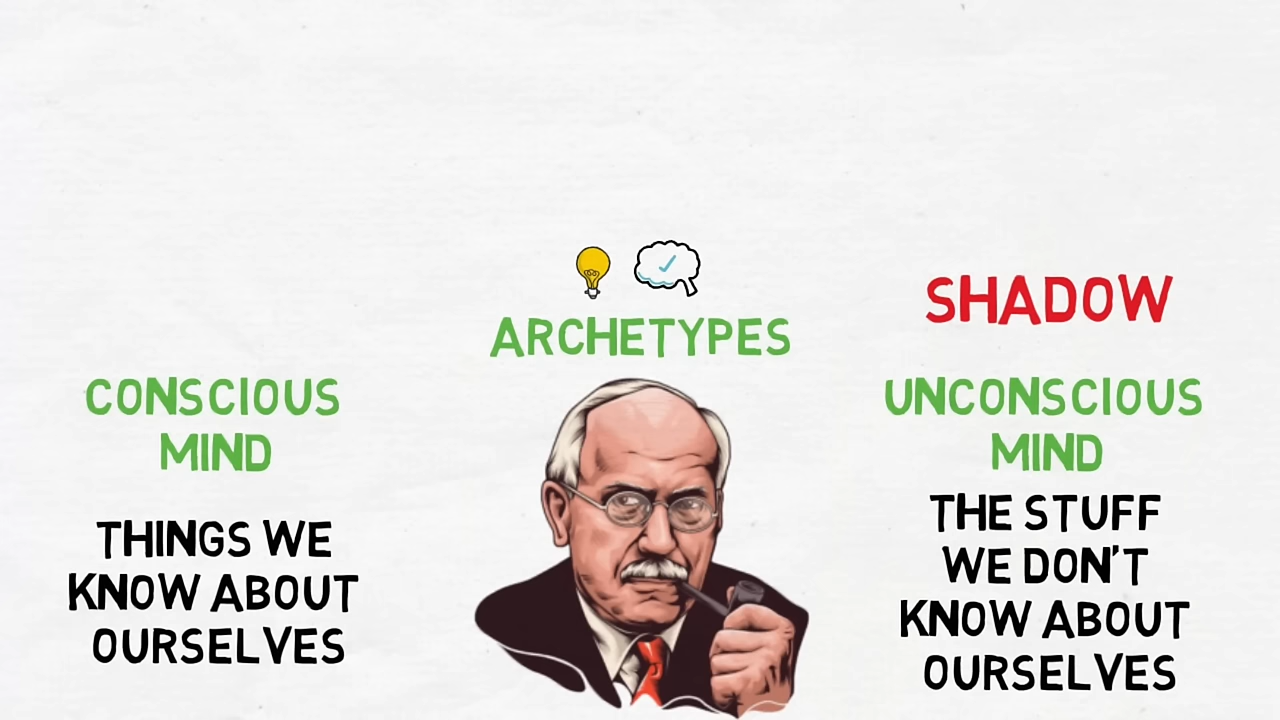 ARCHETYPES
SHADOW
CONSCIOUS
MIND
THINGS WE
KNOW ABOUT
OURSELVES
UNCONSCIOUS
MIND
THE STUFF
WE DON'T
KNOW ABOUT
OURSELVES